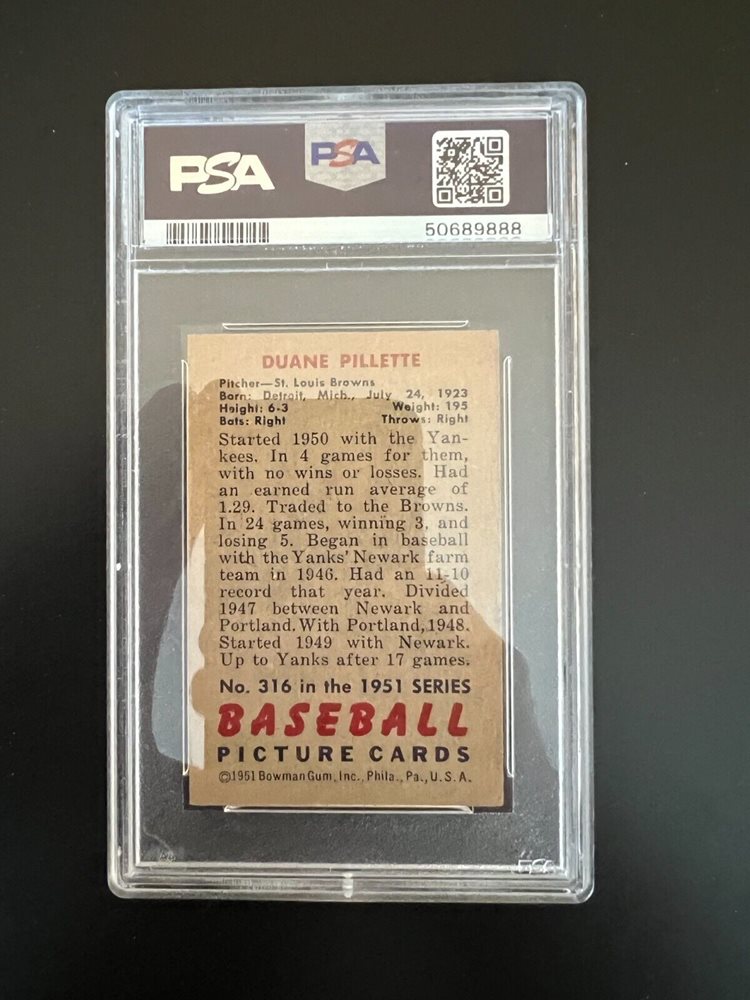 PSA PSA
50689888
DUANE PILLETTE
Pitcher—St. Louis Browns
Born: Detroit, Mich., July 24, 1923
Height: 6-3 Weight: 195
Bats: Right Throws: Right
Started 1950 with the Yan-
kees. In 4 games for them,
with no wins or losses. Had
an earned run average of
1.29. Traded to the Browns.
In 24 games, winning 3, and
losing 5. Began in baseball
with the Yanks' Newark farm
team in 1946. Had an 11-10
record that year. Divided
1947 between Newark and
Portland. With Portland, 1948.
Started 1949 with Newark.
Up to Yanks after 17 games.
No. 316 in the 1951 SERIES
BASEBALL
PICTURE CARDS
©1951 Bowman Gum, Inc., Phila., Pa., U.S.A.